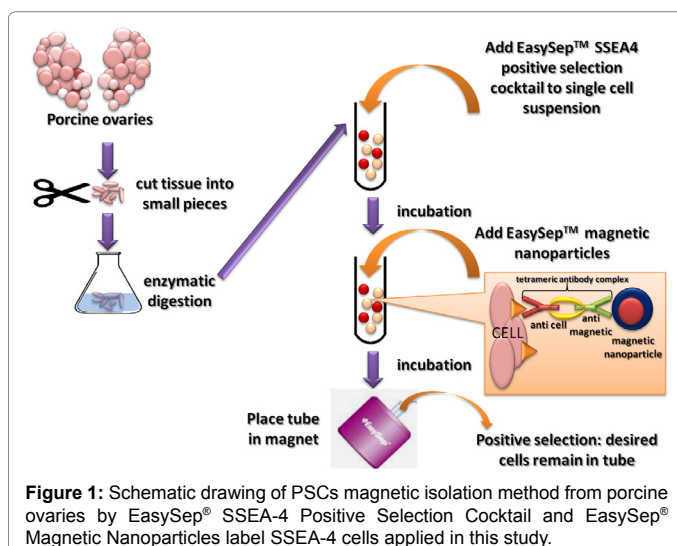 Porcine ovaries
cut tissue into
small pieces
enzymatic
digestion
Add EasySep™ SSEA4
positive selection
cocktail to single cell
suspension
incubation
Add EasySep™ magnetic
nanoparticles
tetrameric antibody complex
CELL
anti cell
anti
magnetic
magnetic
nanoparticle
incubation
Place tube
in magnet
EasySep™
Positive selection: desired
cells remain in tube
Figure 1: Schematic drawing of PSCs magnetic isolation method from porcine
ovaries by EasySep® SSEA-4 Positive Selection Cocktail and EasySep®
Magnetic Nanoparticles label SSEA-4 cells applied in this study.